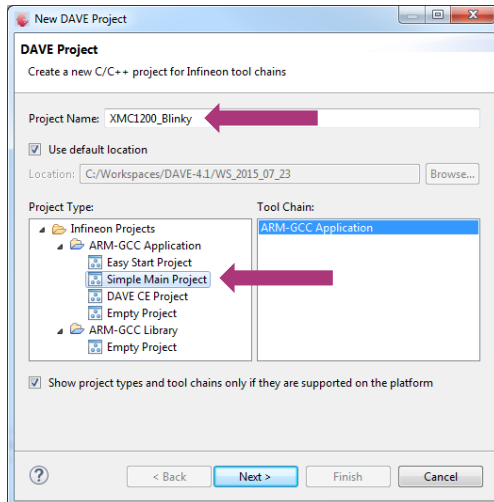 New DAVE Project
DAVE Project
Create a new C/C++ project for Infineon tool chains
Project Name: XMC1200_Blinky
Use default location
Location: C:/Workspaces/DAVE-4.1/WS_2015_07_23 Browse...
Project Type: Tool Chain:
Infineon Projects ARM-GCC Application
ARM-GCC Application
Easy Start Project
Simple Main Project
DAVE CE Project
Empty Project
ARM-GCC Library
Empty Project
Show project types and tool chains only if they are supported on the platform
? < Back Next > Finish Cancel